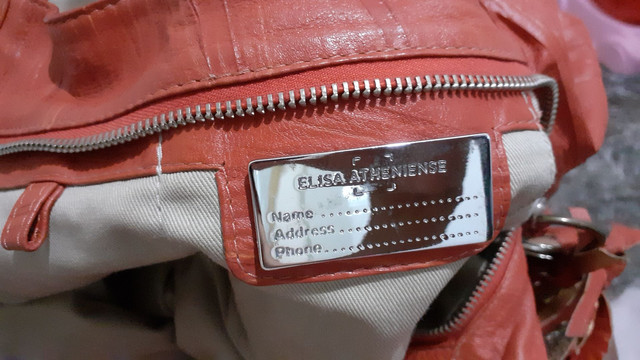 ELISA ATHENIENSE
Name
Address
Phone